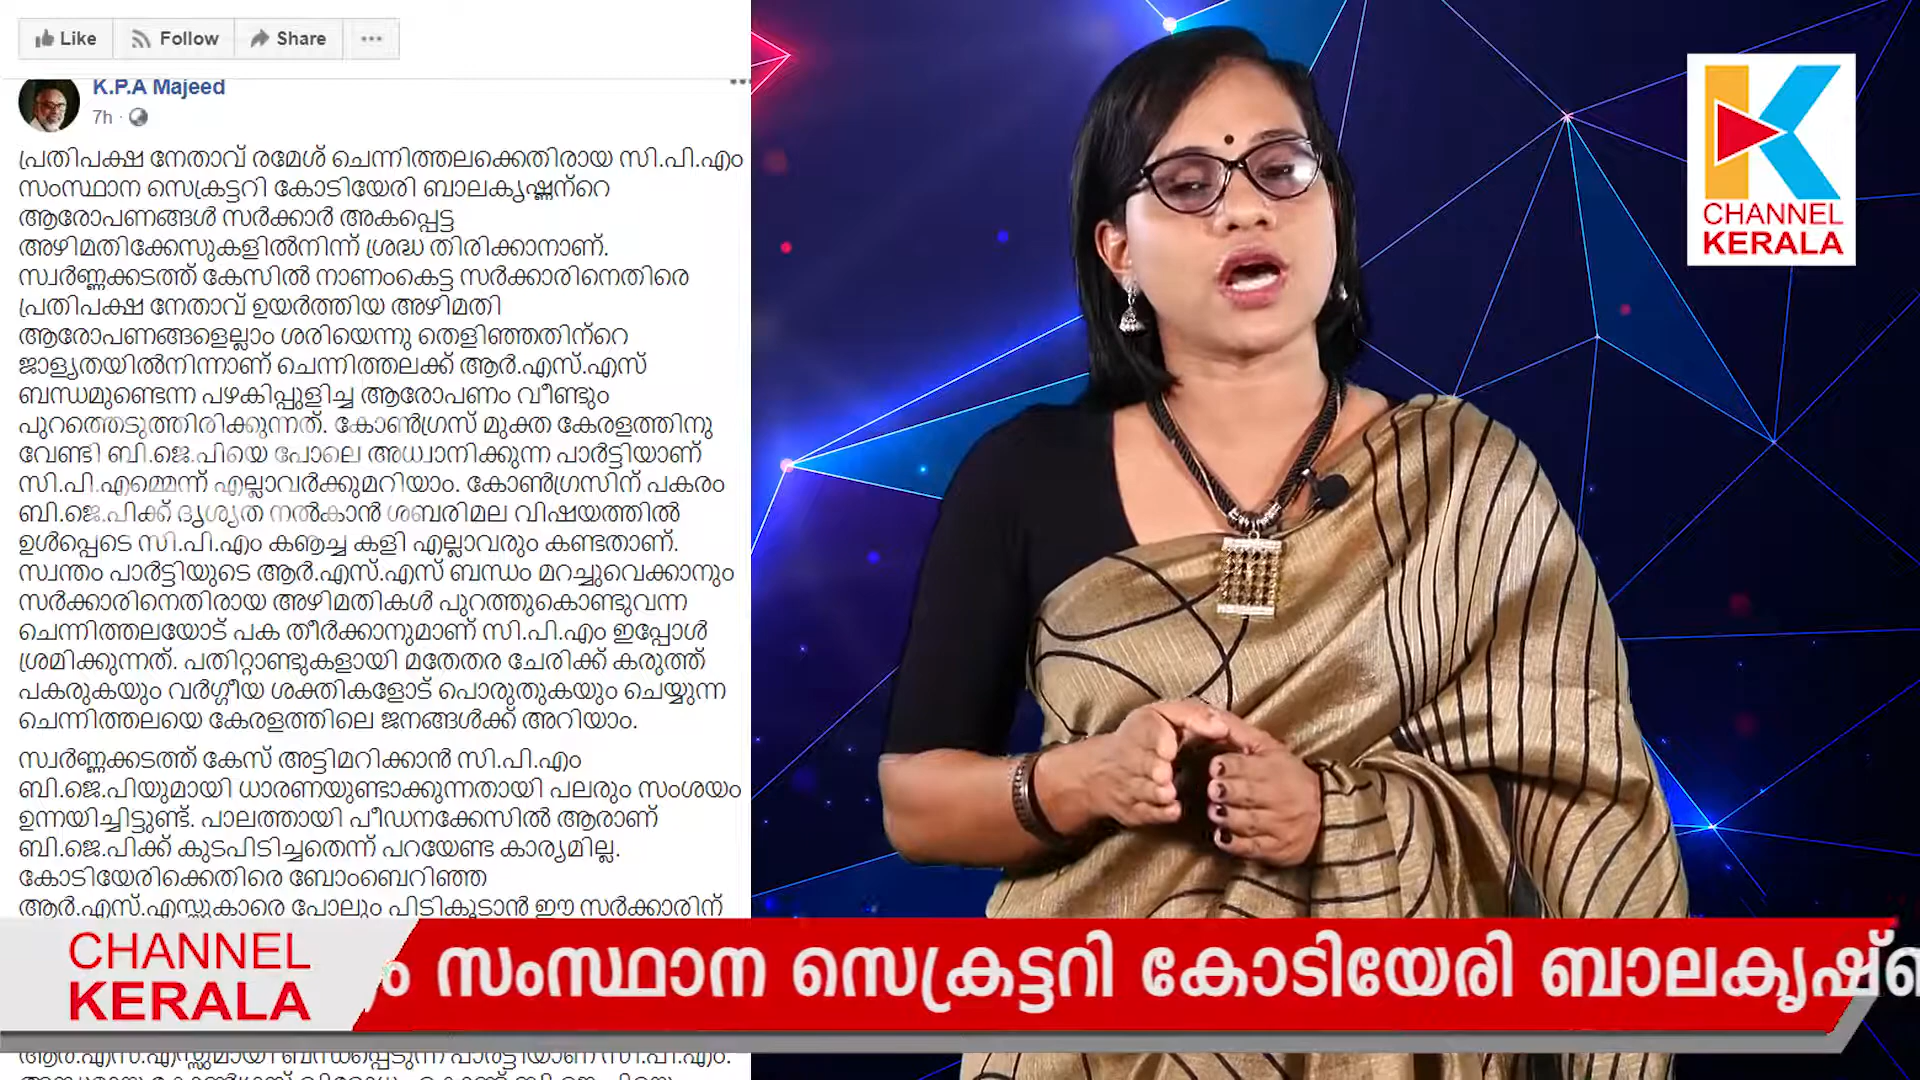 Like Follow Share
K.P.A Majeed
7h
പ്രതിപക്ഷ നേതാവ് രമേശ് ചെന്നിത്തലക്കെതിരായ സി.പി.എം
സംസ്ഥാന സെക്രട്ടറി കോടിയേരി ബാലകൃഷ്ണന്റെ
ആരോപണങ്ങൾ സർക്കാർ അകപ്പെട്ട
അഴിമതിക്കേസുകളിൽനിന്ന് ശ്രദ്ധ തിരിക്കാനാണ്.
സ്വർണ്ണക്കടത്ത് കേസിൽ നാണംകെട്ട സർക്കാരിനെതിരെ
പ്രതിപക്ഷ നേതാവ് ഉയർത്തിയ അഴിമതി
ആരോപണങ്ങളെല്ലാം ശരിയെന്നു തെളിഞ്ഞതിന്റെ
ജാള്യതയിൽനിന്നാണ് ചെന്നിത്തലക്ക് ആർ.എസ്.എസ്
ബന്ധമുണ്ടെന്ന പഴകിപ്പുളിച്ച ആരോപണം വീണ്ടും
പുറത്തെടുത്തിരിക്കുന്നത്. കോൺഗ്രസ് മുക്ത കേരളത്തിനു
വേണ്ടി ബി.ജെ.പിയെ പോലെ അധ്വാനിക്കുന്ന പാർട്ടിയാണ്
സി.പി.എമ്മെന്ന് എല്ലാവർക്കുമറിയാം. കോൺഗ്രസിന് പകരം
ബി.ജെ.പിക്ക് ദൃശ്യത നൽകാൻ ശബരിമല വിഷയത്തിൽ
ഉൾപ്പെടെ സി.പി.എം കളിച്ച കളി എല്ലാവരും കണ്ടതാണ്.
സ്വന്തം പാർട്ടിയുടെ ആർ.എസ്.എസ് ബന്ധം മറച്ചുവെക്കാനും
സർക്കാരിനെതിരായ അഴിമതികൾ പുറത്തുകൊണ്ടുവന്ന
ചെന്നിത്തലയോട് പക തീർക്കാനുമാണ് സി.പി.എം ഇപ്പോൾ
ശ്രമിക്കുന്നത്. പതിറ്റാണ്ടുകളായി മതേതര ചേരിക്ക് കരുത്ത്
പകരുകയും വർഗ്ഗീയ ശക്തികളോട് പൊരുതുകയും ചെയ്യുന്ന
ചെന്നിത്തലയെ കേരളത്തിലെ ജനങ്ങൾക്ക് അറിയാം.
സ്വർണ്ണക്കടത്ത് കേസ് അട്ടിമറിക്കാൻ സി.പി.എം
ബി.ജെ.പിയുമായി ധാരണയുണ്ടാക്കുന്നതായി പലരും സംശയം
ഉന്നയിച്ചിട്ടുണ്ട്. പാലത്തായി പീഡനക്കേസിൽ ആരാണ്
ബി.ജെ.പിക്ക് കുടപിടിച്ചതെന്ന് പറയേണ്ട കാര്യമില്ല.
കോടിയേരിക്കെതിരെ ബോംബെറിഞ്ഞ
ആർ.എസ്.എസ്സുകാരെ പോലും പിടികൂടാൻ ഈ സർക്കാരിന്
ആർ.എസ്.എസ്സുമായി ബന്ധപ്പെടുന്ന പാർട്ടിയാണ് സി.പി.എം.
CHANNEL
KERALA
CHANNEL
KERALA
സംസ്ഥാന സെക്രട്ടറി കോടിയേരി ബാലകൃഷ്ണ